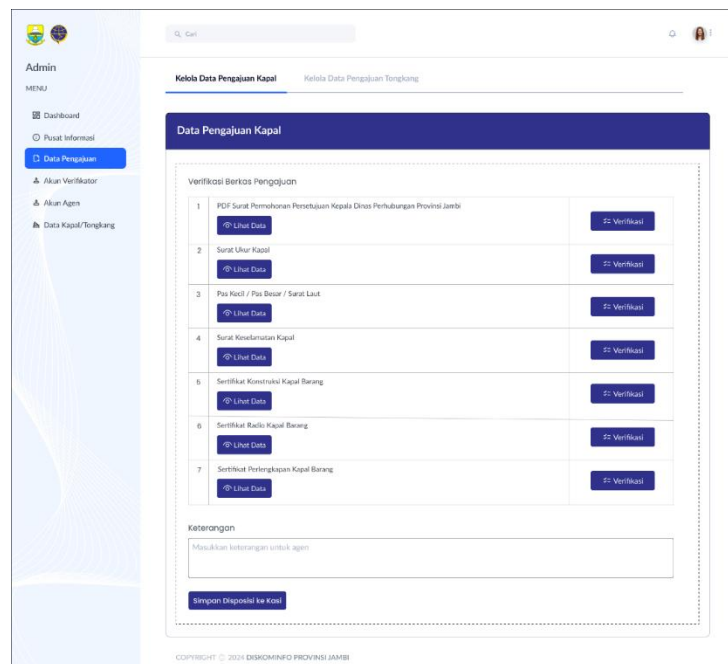 Cari
Admin
MENU
Dashboard
Pusat Informasi
Data Pengajuan
Akun Verifikator
Akun Agen
Data Kapal/Tongkang
Kelola Data Pengajuan Kapal
Kelola Data Pengajuan Tongkang
Data Pengajuan Kapal
Verifikasi Berkas Pengajuan
1 PDF Surat Permohonan Persetujuan Kepala Dinas Perhubungan Provinsi Jambi
Lihat Data
Verifikasi
2 Surat Ukur Kapal
Lihat Data
Verifikasi
3 Pas Kecil / Pas Besar / Surat Laut
Lihat Data
Verifikasi
4 Surat Keselamatan Kapal
Lihat Data
Verifikasi
5 Sertifikat Konstruksi Kapal Barang
Lihat Data
Verifikasi
6 Sertifikat Radio Kapal Barang
Lihat Data
Verifikasi
7 Sertifikat Perlengkapan Kapal Barang
Lihat Data
Verifikasi
Keterangan
Masukkan keterangan untuk agen
Simpan Disposisi ke Kasi
COPYRIGHT © 2024 DISKOMINFO PROVINSI JAMBI